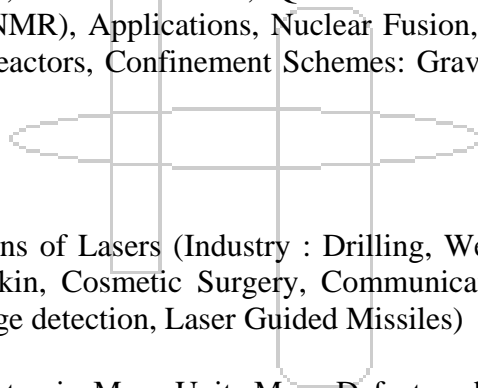 NMR), Applications, Nuclear Fusion,
eactors, Confinement Schemes: Grav
ns of Lasers (Industry : Drilling, We
kin, Cosmetic Surgery, Communica
ge detection, Laser Guided Missiles)